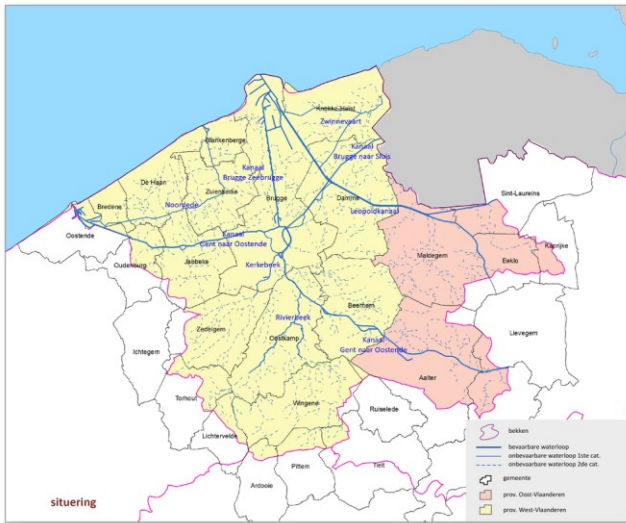 Knokke-Heist
Zwinnevaart
Blankenberge
Kanaal
Brugge naar Sluis
Kanaal
Brugge Zeebrugge
De Haan
Zuienkerke
Sint-Laureins
Bredene
Noordede
Brugge
Damme
Leopoldkanaal
Oostende
Kanaal
Gent naar Oostende
Kaprijke
Oudenburg
Jabbeke
Kerkebeek
Maldegem
Eeklo
Beernem
Rivierbeek
Zedelgem
Oostkamp
Kanaal
Gent naar Oostende
Lievegem
Ichtegem
Aalter
Torhout
Wingene
Ruiselede
Lichtervelde
Pittem
Tielt
Ardooie
situering
bekken
bevaarbare waterloop
onbevaarbare waterloop 1ste cat.
onbevaarbare waterloop 2de cat.
gemeente
prov. Oost-Vlaanderen
prov. West-Vlaanderen